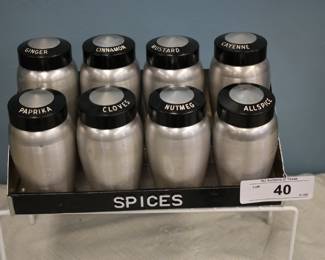 GINGER
CINNAMON
MUSTARD
CAYENNE
PAPRIKA
CLOVES
NUTMEG
ALLSPICE
SPICES
40